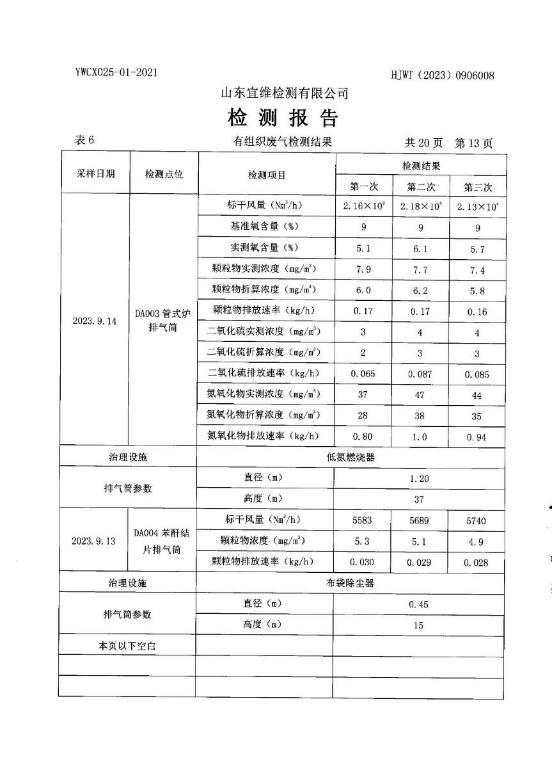 YWCX025-01-2021
HJWT（2023）0906008
山东宜维检测有限公司
检 测 报 告
表 6 有组织废气检测结果 共 20 页 第 13 页
采样日期 检测点位 检测项目 检测结果
第一次 第二次 第三次
标干风量（Nm³/h） 2.16×10⁴ 2.18×10⁴ 2.13×10⁴
基准氧含量（%） 9 9 9
实测氧含量（%） 5.1 6.1 5.7
颗粒物实测浓度（mg/m³） 7.9 7.7 7.4
颗粒物折算浓度（mg/m³） 6.0 6.2 5.8
2023.9.14 DA003 管式炉排气筒 颗粒物排放速率（kg/h） 0.17 0.17 0.16
二氧化硫实测浓度（mg/m³） 3 4 4
二氧化硫折算浓度（mg/m³） 2 3 3
二氧化硫排放速率（kg/h） 0.065 0.087 0.085
氮氧化物实测浓度（mg/m³） 37 47 44
氮氧化物折算浓度（mg/m³） 28 38 35
氮氧化物排放速率（kg/h） 0.80 1.0 0.94
治理设施 低氮燃烧器
排气筒参数 直径（m） 1.20
高度（m） 37
标干风量（Nm³/h） 5583 5689 5740
2023.9.13 DA004 苯酐结片排气筒 颗粒物浓度（mg/m³） 5.3 5.1 4.9
颗粒物排放速率（kg/h） 0.030 0.029 0.028
治理设施 布袋除尘器
排气筒参数 直径（m） 0.45
高度（m） 15
本页以下空白